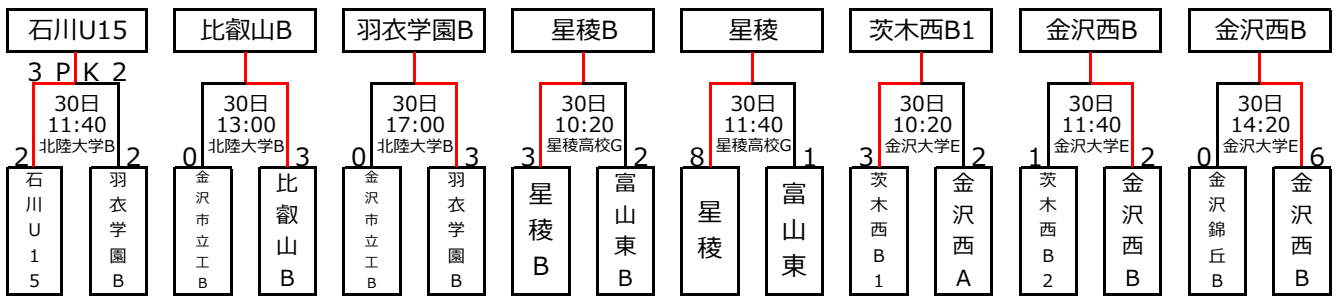 石川U15
3 PK 2
30日
11:40
北陸大学B
2
2
石川U15
羽衣学園B
比叡山B
30日
13:00
北陸大学B
0
3
金沢市立工B
比叡山B
羽衣学園B
30日
17:00
北陸大学B
0
3
金沢市立工B
羽衣学園B
星稜B
30日
10:20
星稜高校G
3
2
星稜B
富山東B
星稜
30日
11:40
星稜高校G
8
1
星稜
富山東
茨木西B1
30日
10:20
金沢大学E
3
2
茨木西B1
金沢西A
金沢西B
30日
11:40
金沢大学E
1
2
茨木西B2
金沢西B
金沢西B
30日
14:20
金沢大学E
0
6
金沢錦丘B
金沢西B